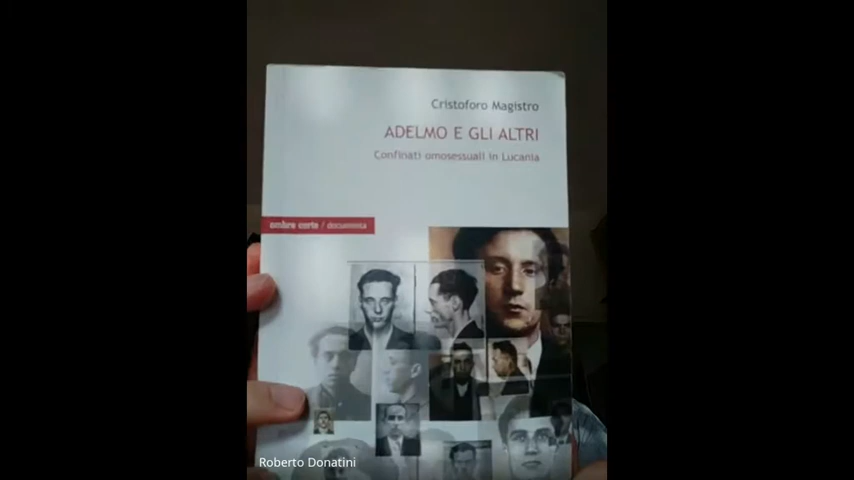 Cristoforo Magistro
ADELMO E GLI ALTRI
Confinati omosessuali in Lucania
ombre corte / documenta
Roberto Donatini